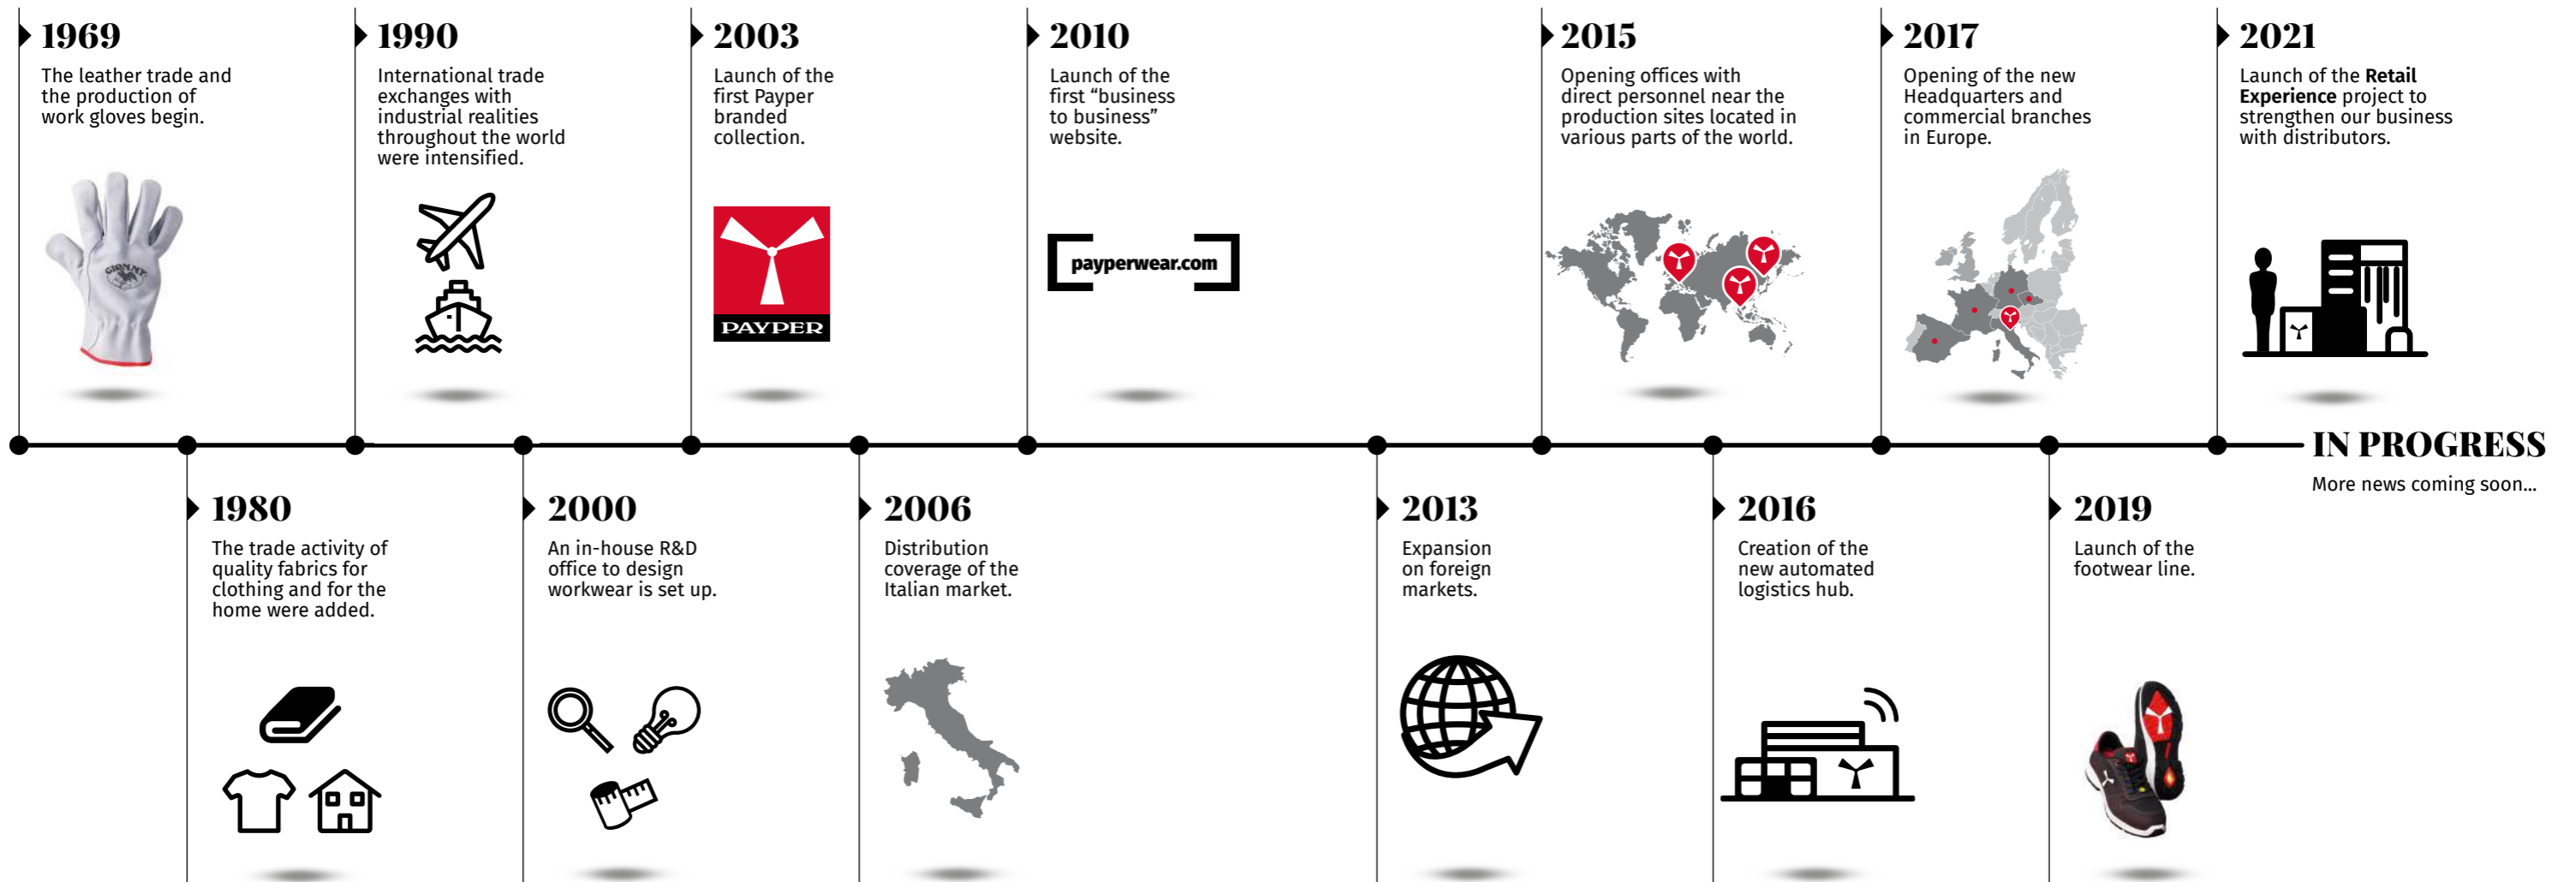 1969
The leather trade and
the production of
work gloves begin.
GIONNY
1990
International trade
exchanges with
industrial realities
throughout the world
were intensified.
2003
Launch of the
first Payper
branded
collection.
PAYPER
2010
Launch of the
first “business
to business”
website.
payperwear.com
2015
Opening offices with
direct personnel near the
production sites located in
various parts of the world.
2017
Opening of the new
Headquarters and
commercial branches
in Europe.
2021
Launch of the Retail
Experience project to
strengthen our business
with distributors.
IN PROGRESS
More news coming soon...
1980
The trade activity of
quality fabrics for
clothing and for the
home were added.
2000
An in-house R&D
office to design
workwear is set up.
2006
Distribution
coverage of the
Italian market.
2013
Expansion
on foreign
markets.
2016
Creation of the
new automated
logistics hub.
2019
Launch of the
footwear line.